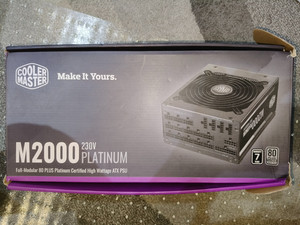 COOLER
MASTER
Make It Yours.
M2000 230V
PLATINUM
Full-Modular 80 PLUS Platinum Certified High Wattage ATX PSU
7
80